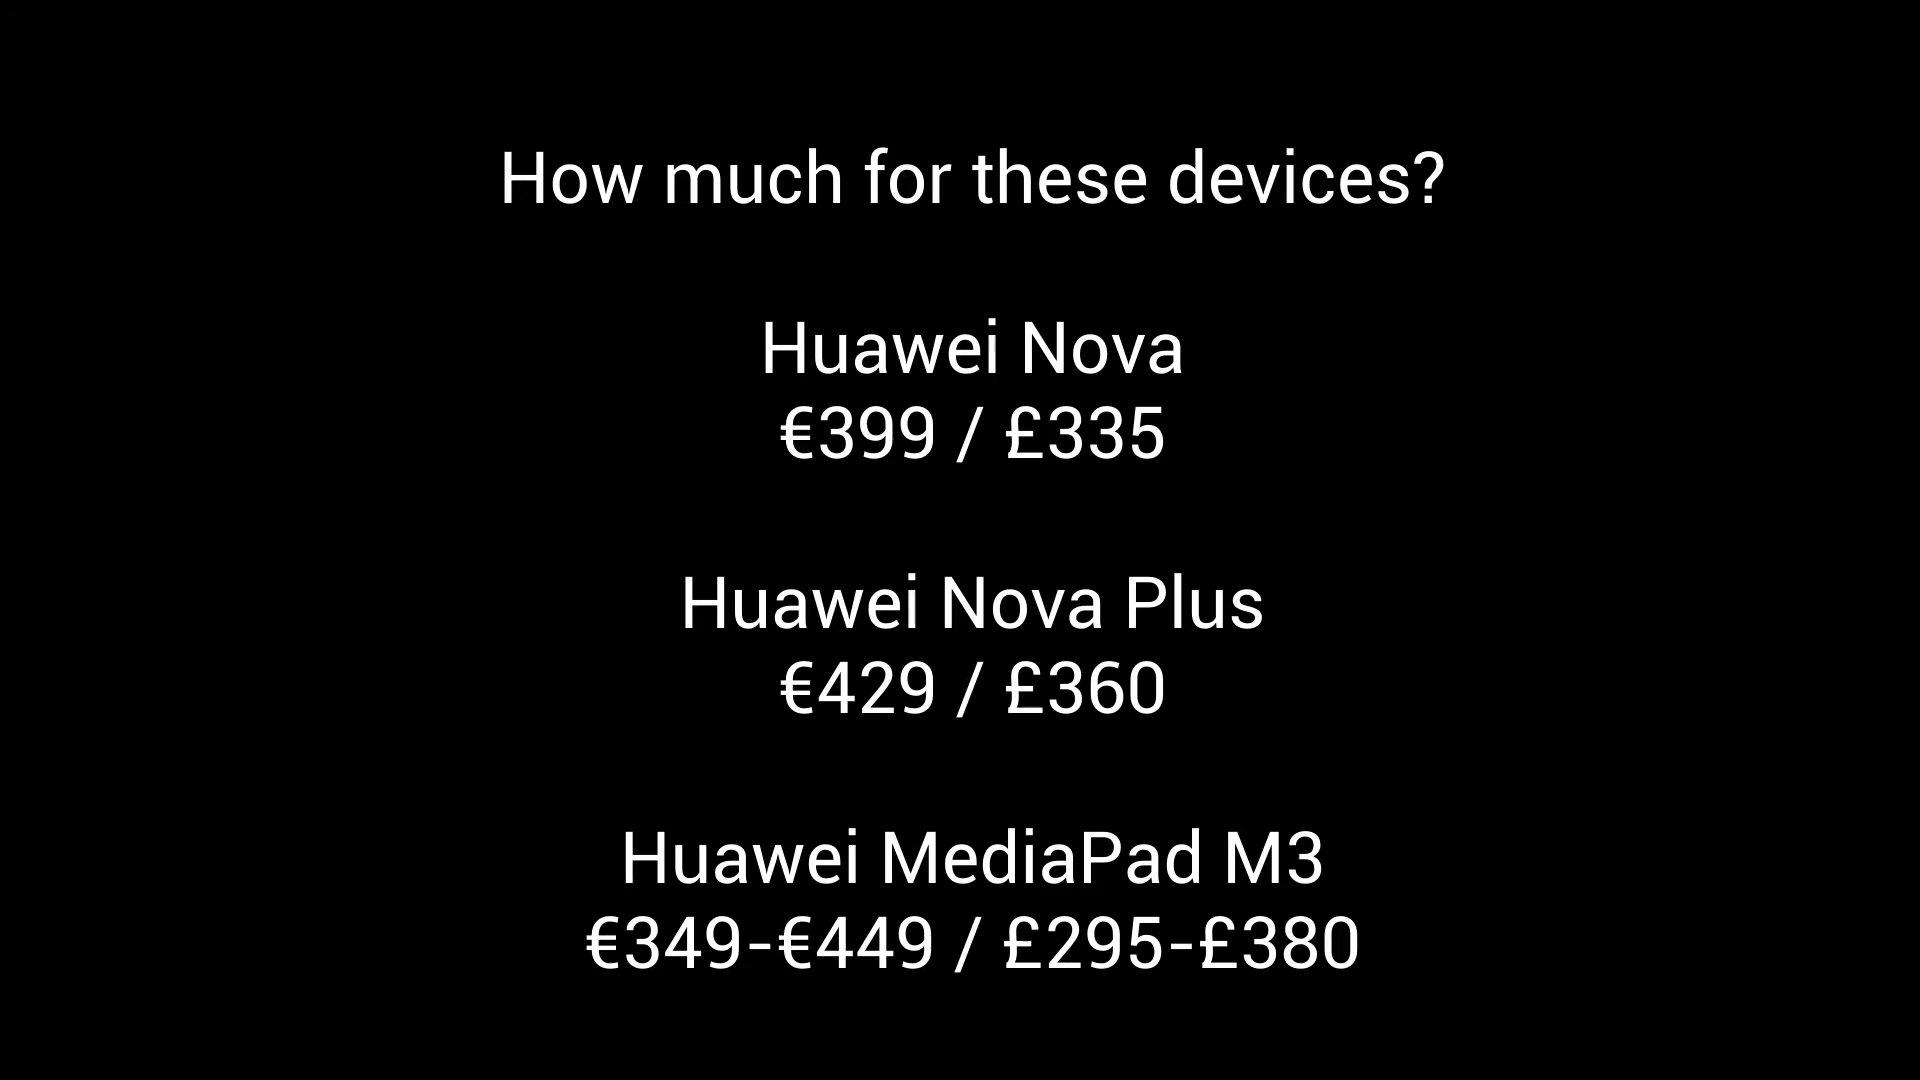 How much for these devices?
Huawei Nova
€399 / £335
Huawei Nova Plus
€429 / £360
Huawei MediaPad M3
€349-€449 / £295-£380